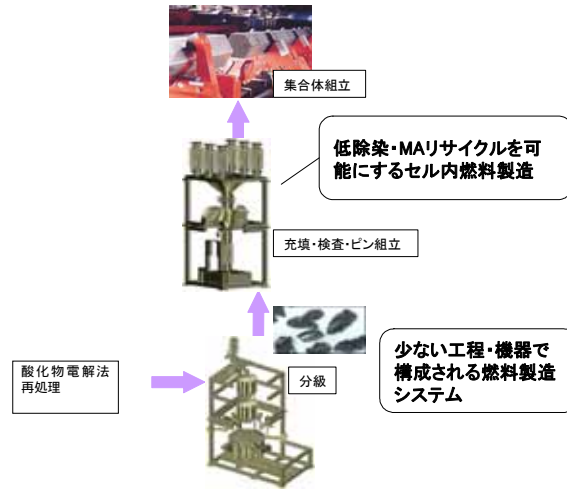 集合体組立
低除染・MAリサイクルを可
能にするセル内燃料製造
充填・検査・ピン組立
少ない工程・機器で
構成される燃料製造
システム
分級
酸化物電解法
再処理